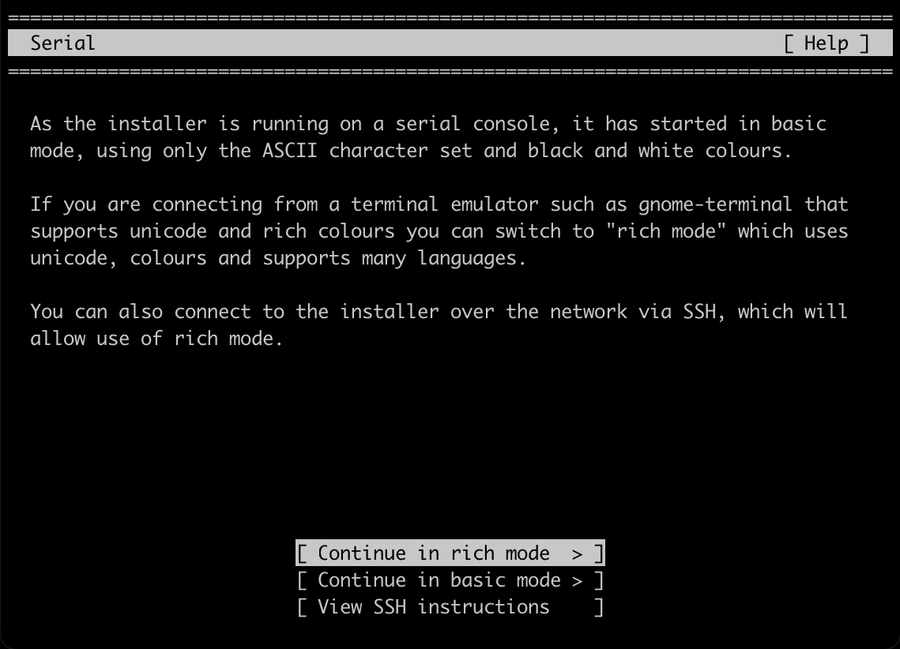 Serial [ Help ]
As the installer is running on a serial console, it has started in basic
mode, using only the ASCII character set and black and white colours.
If you are connecting from a terminal emulator such as gnome-terminal that
supports unicode and rich colours you can switch to "rich mode" which uses
unicode, colours and supports many languages.
You can also connect to the installer over the network via SSH, which will
allow use of rich mode.
[ Continue in rich mode > ]
[ Continue in basic mode > ]
[ View SSH instructions ]